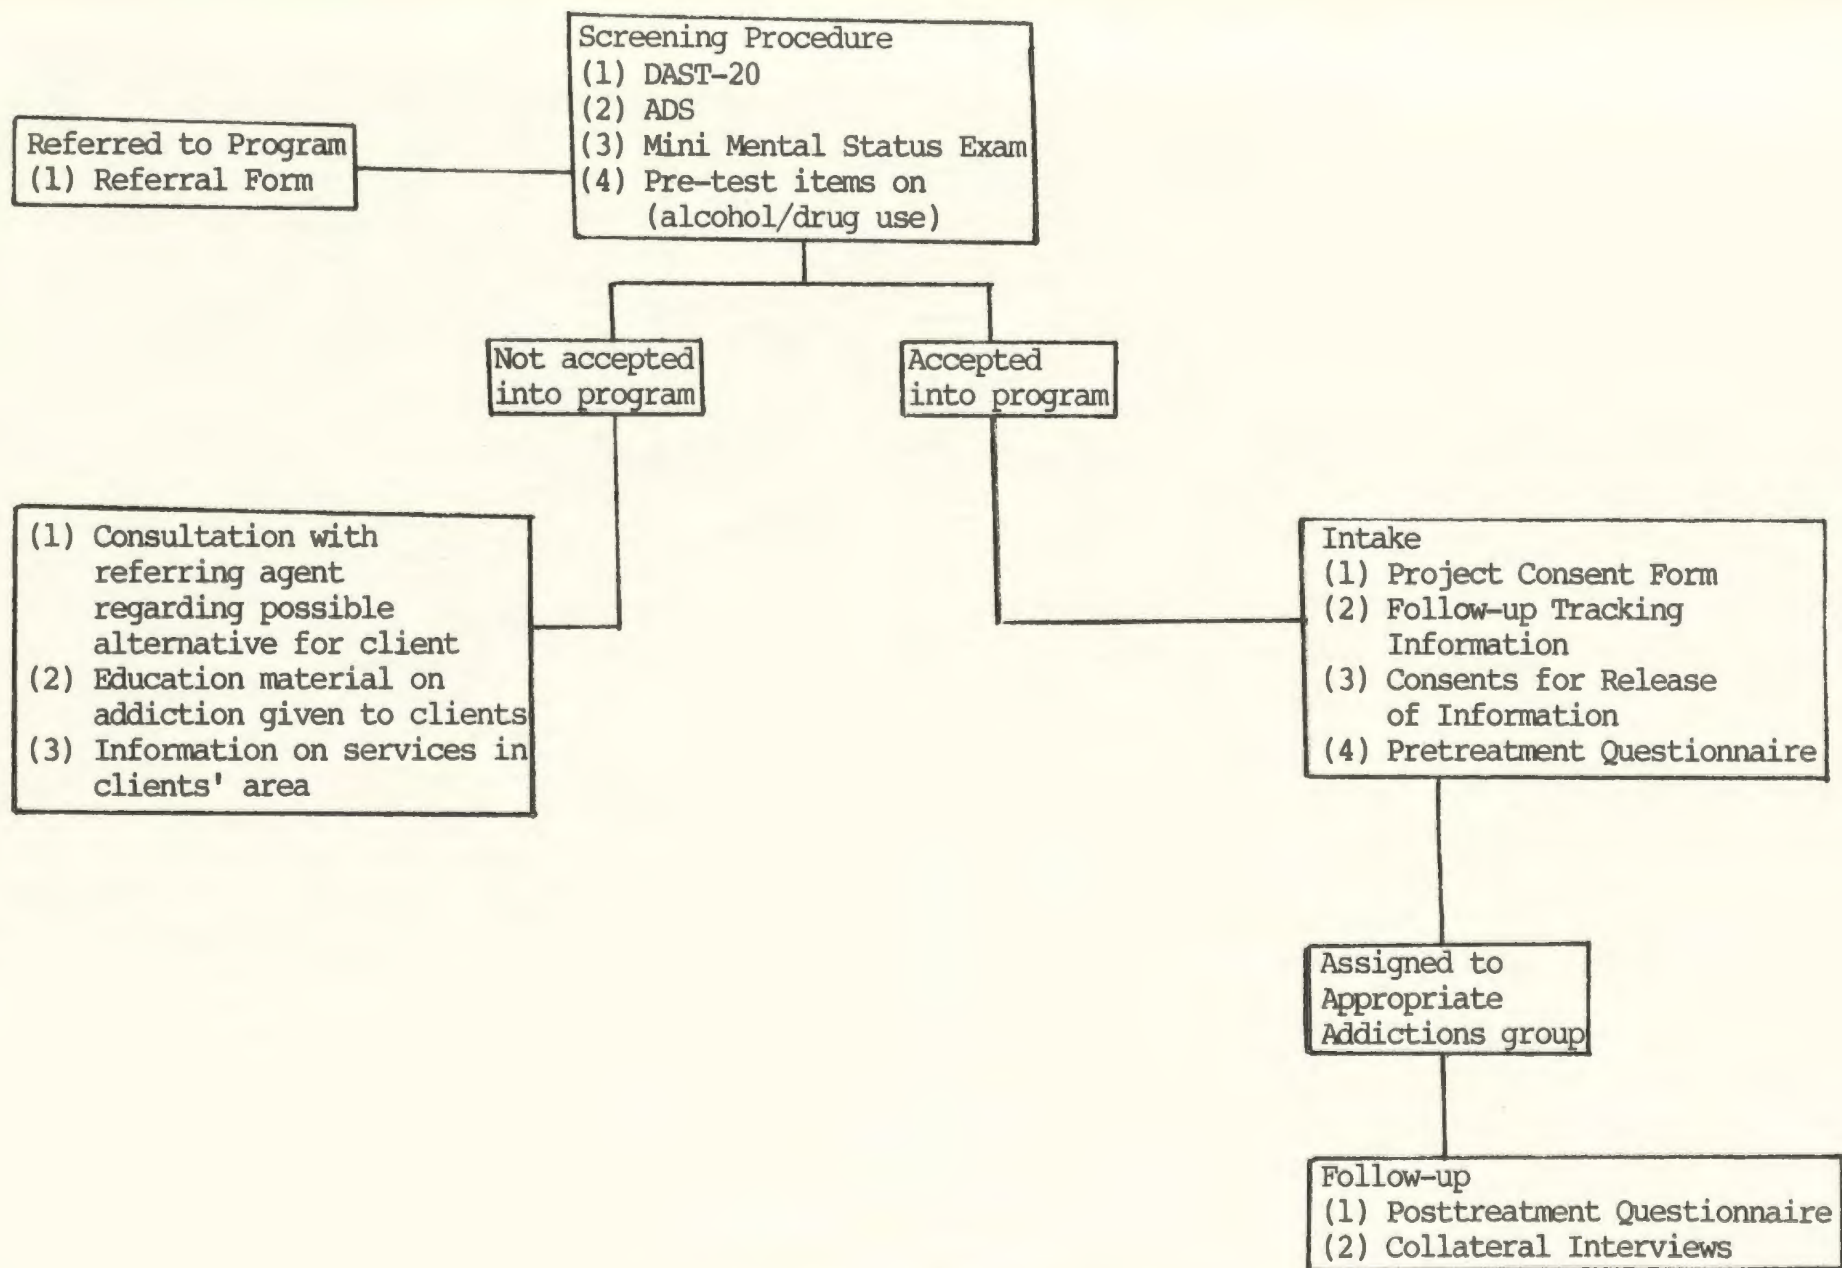 Screening Procedure
(1) DAST-20
(2) ADS
(3) Mini Mental Status Exam
(4) Pre-test items on
(alcohol/drug use)
Referred to Program
(1) Referral Form
Not accepted
into program
Accepted
into program
(1) Consultation with
referring agent
regarding possible
alternative for client
(2) Education material on
addiction given to clients
(3) Information on services in
clients' area
Intake
(1) Project Consent Form
(2) Follow-up Tracking
Information
(3) Consents for Release
of Information
(4) Pretreatment Questionnaire
Assigned to
Appropriate
Addictions group
Follow-up
(1) Posttreatment Questionnaire
(2) Collateral Interviews